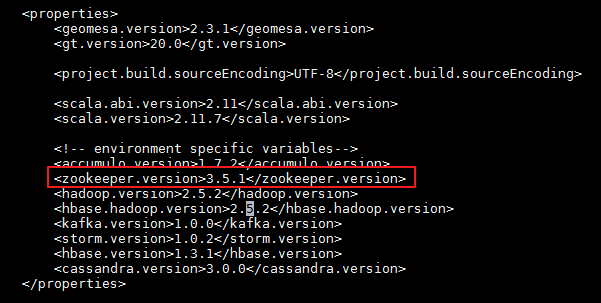 <properties>
<geomesa.version>2.3.1</geomesa.version>
<gt.version>20.0</gt.version>
<project.build.sourceEncoding>UTF-8</project.build.sourceEncoding>
<scala.abi.version>2.11</scala.abi.version>
<scala.version>2.11.7</scala.version>
<!-- environment specific variables-->
<accumulo.version>1.7.2</accumulo.version>
<zookeeper.version>3.5.1</zookeeper.version>
<hadoop.version>2.5.2</hadoop.version>
<hbase.hadoop.version>2.5.2</hbase.hadoop.version>
<kafka.version>1.0.0</kafka.version>
<storm.version>1.0.2</storm.version>
<hbase.version>1.3.1</hbase.version>
<cassandra.version>3.0.0</cassandra.version>
</properties>